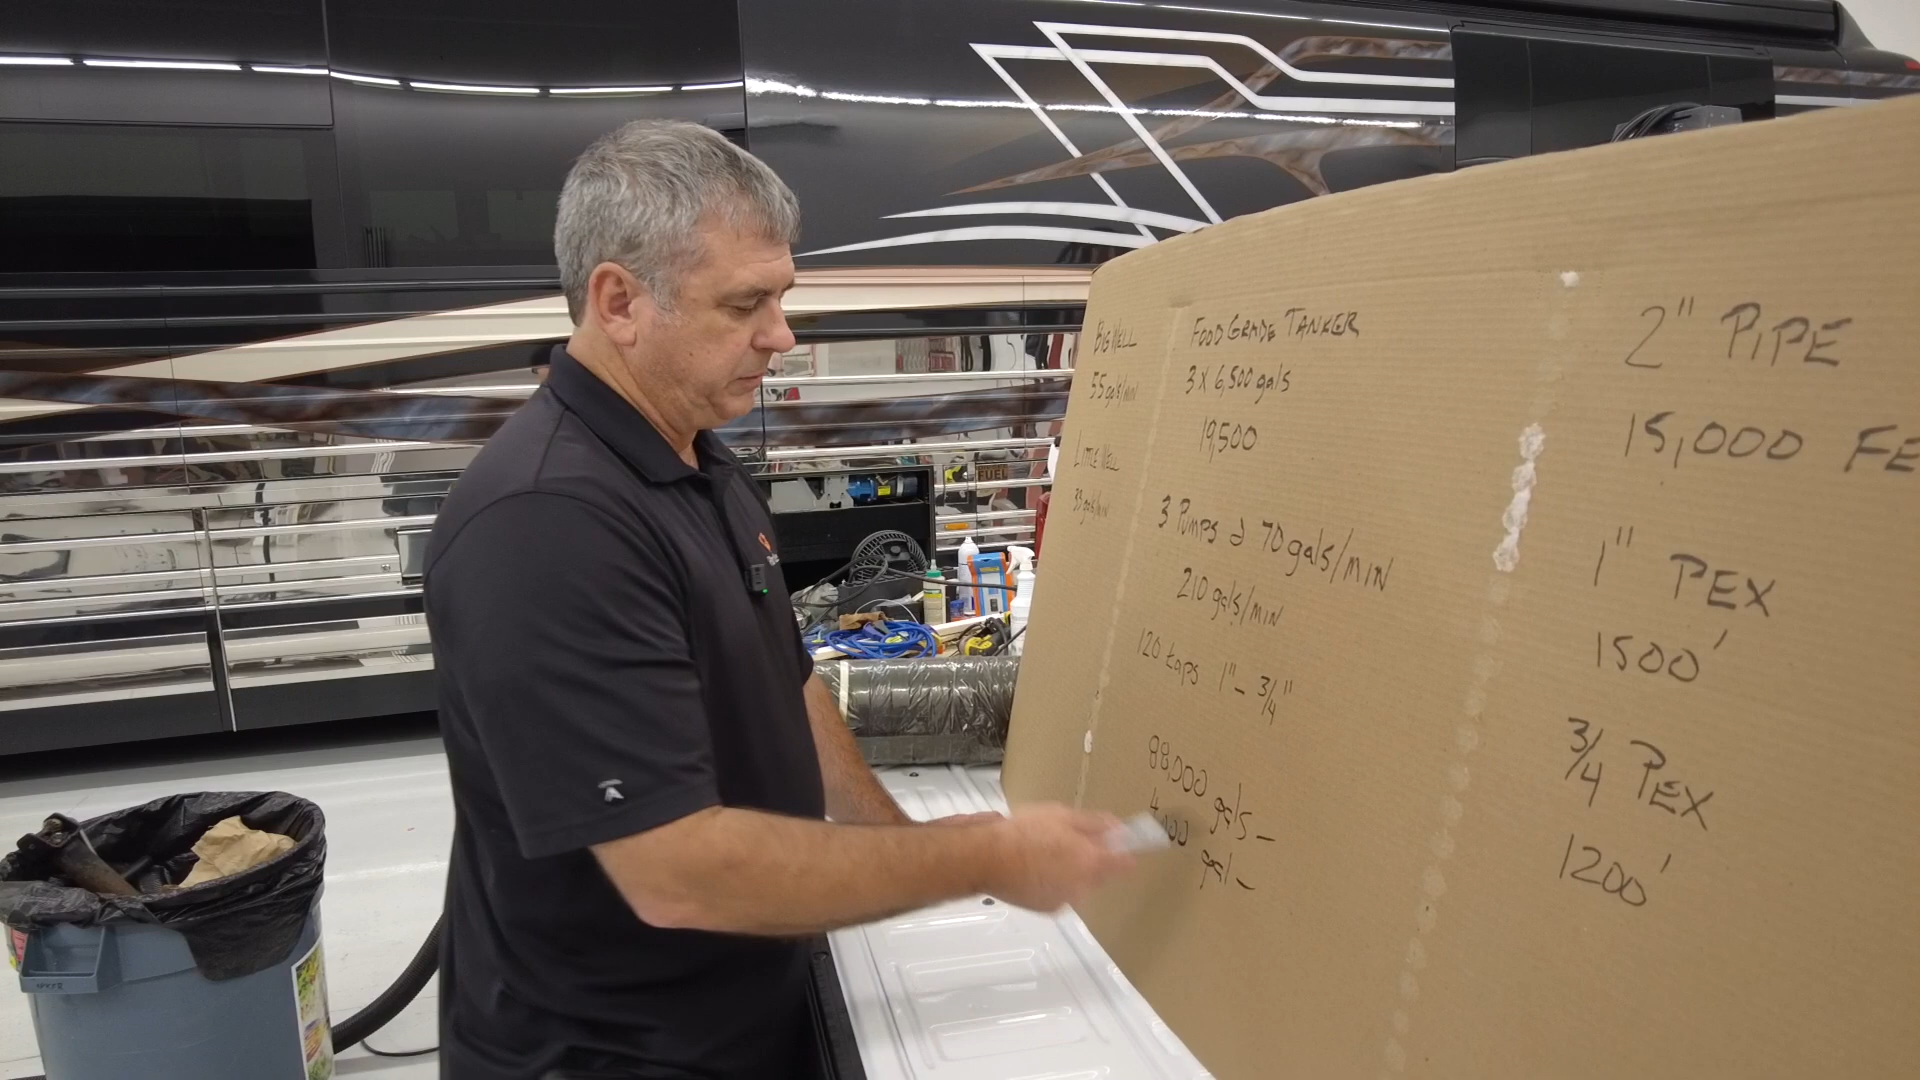 BIG WELL
55 gals/min
LITTLE WELL
33 gals/min
FOOD GRADE TANKER
3 x 6,500 gals
19,500
3 PUMPS @ 70 gals/MIN
210 gals/min
120 taps 1" - 3/4"
88,000 gals -
gal -
2" PIPE
15,000 FE
1" PEX
1500'
3/4 PEX
1200'
FUEL